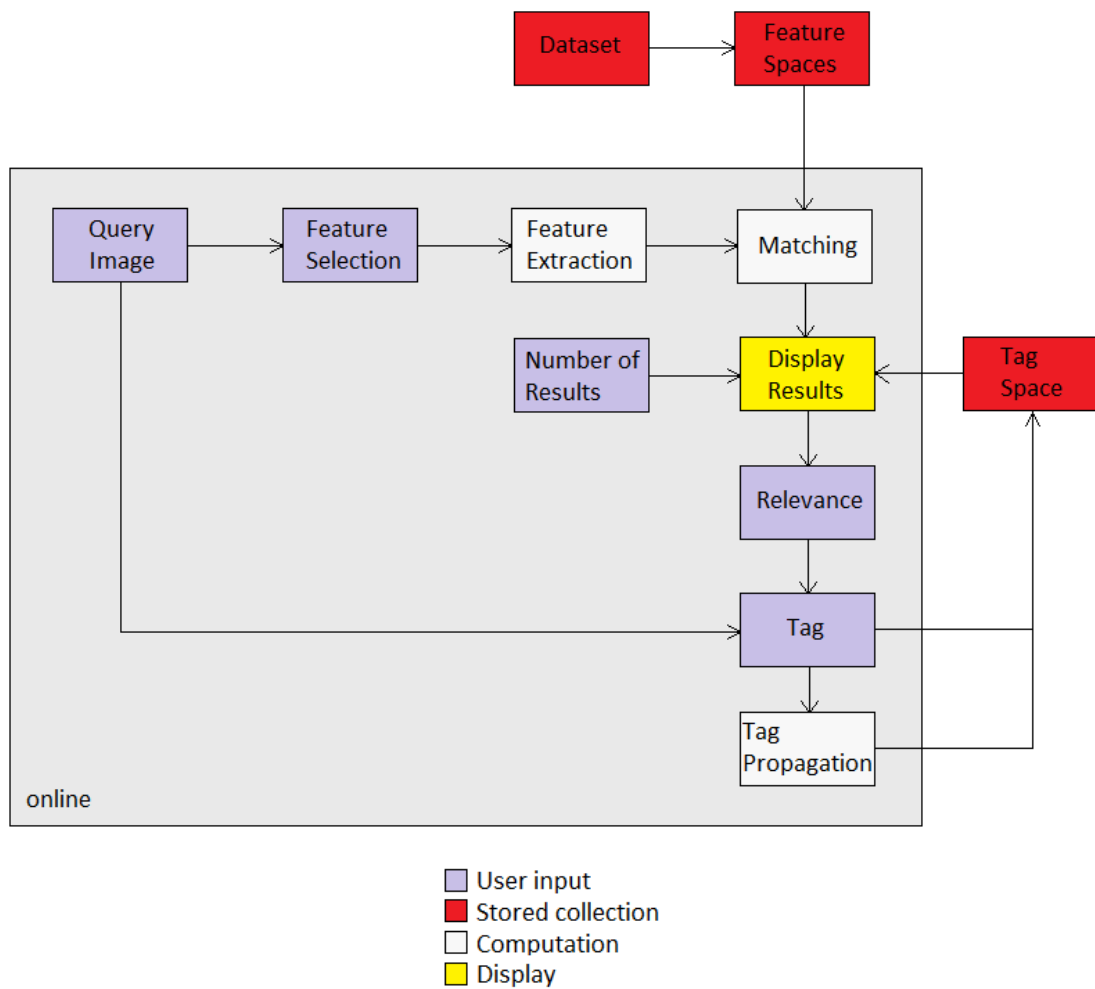 Dataset
Feature
Spaces
Query
Image
Feature
Selection
Feature
Extraction
Matching
Number of
Results
Display
Results
Tag
Space
Relevance
Tag
Tag
Propagation
online
User input
Stored collection
Computation
Display